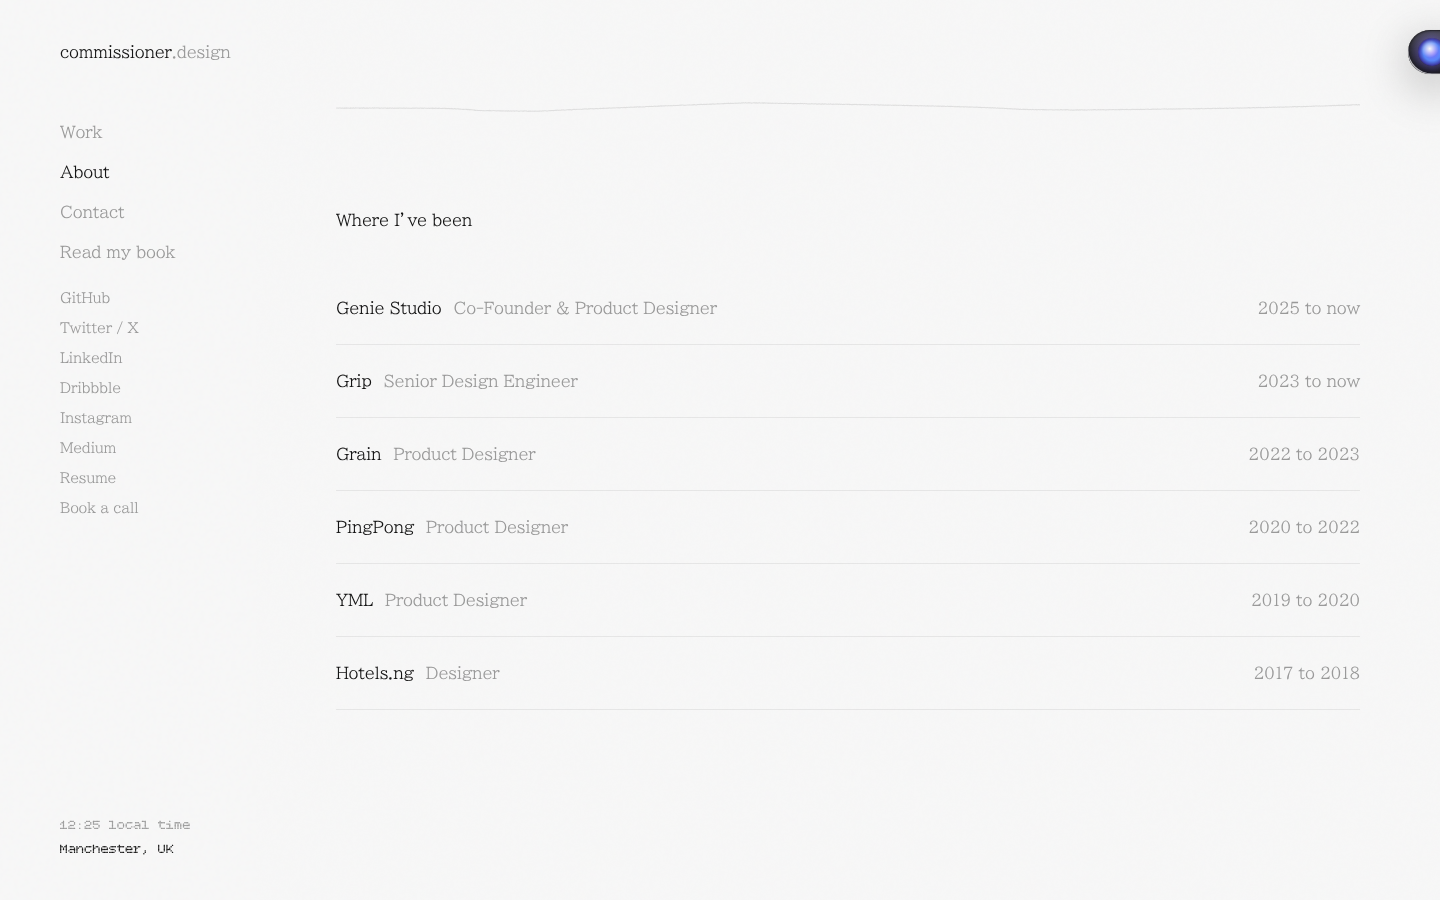 commissioner.design
Work
About
Contact
Read my book
GitHub
Twitter / X
LinkedIn
Dribbble
Instagram
Medium
Resume
Book a call
12:25 local time
Manchester, UK
Where I’ve been
Genie Studio Co-Founder & Product Designer 2025 to now
Grip Senior Design Engineer 2023 to now
Grain Product Designer 2022 to 2023
PingPong Product Designer 2020 to 2022
YML Product Designer 2019 to 2020
Hotels.ng Designer 2017 to 2018